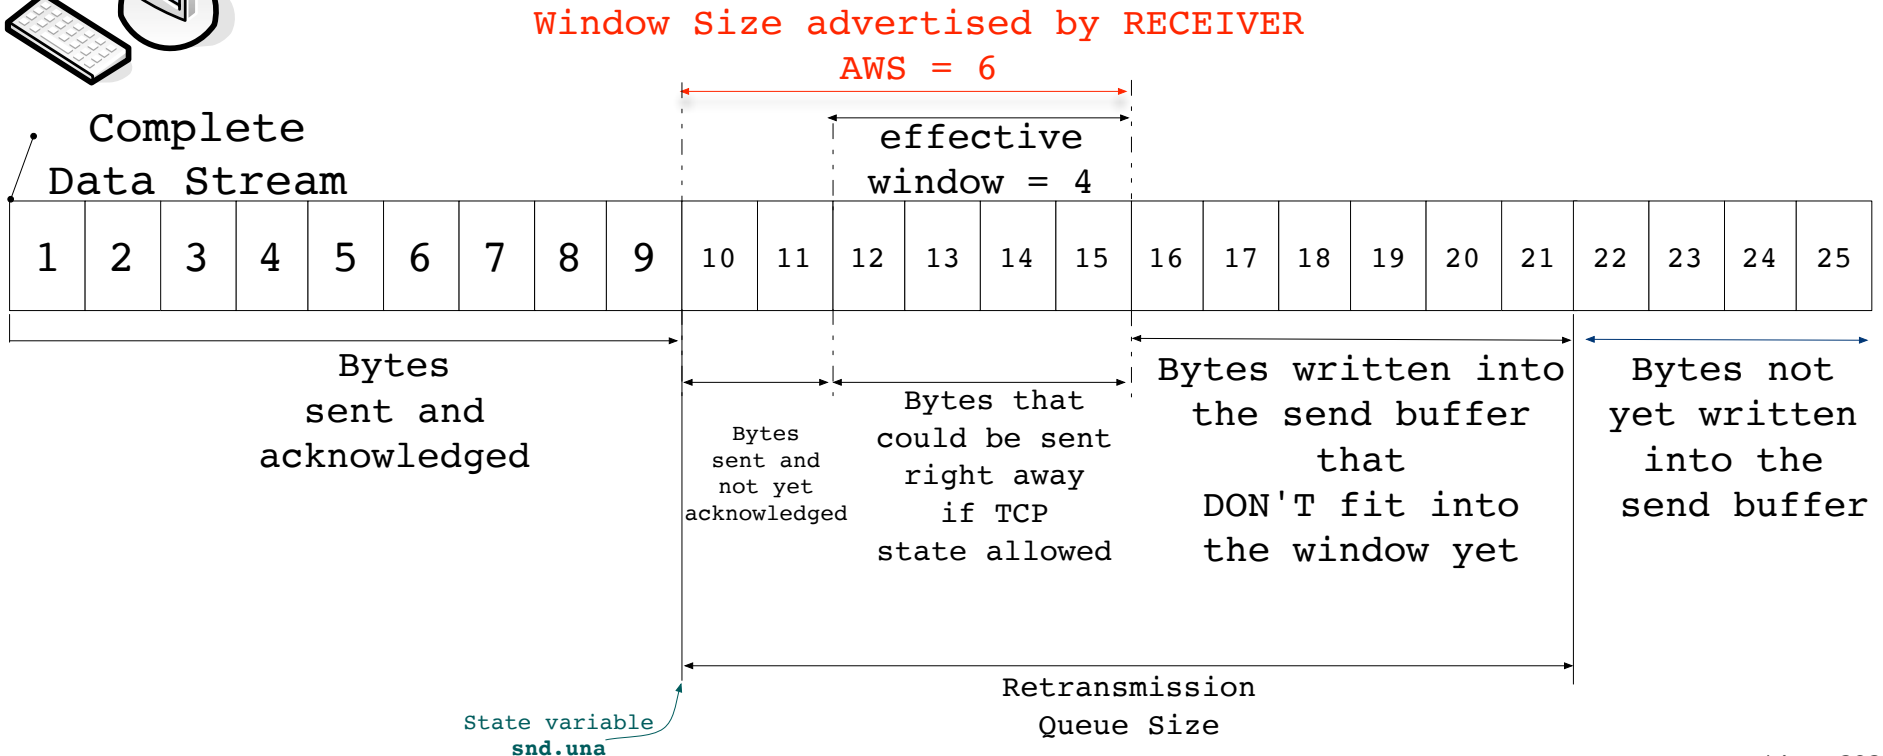 Window Size advertised by RECEIVER
AWS = 6
Complete
Data Stream
effective
window = 4
1 2 3 4 5 6 7 8 9 10 11 12 13 14 15 16 17 18 19 20 21 22 23 24 25
Bytes
sent and
acknowledged
Bytes
sent and
not yet
acknowledged
Bytes that
could be sent
right away
if TCP
state allowed
Bytes written into
the send buffer
that
DON'T fit into
the window yet
Bytes not
yet written
into the
send buffer
Retransmission
Queue Size
State variable
snd.una